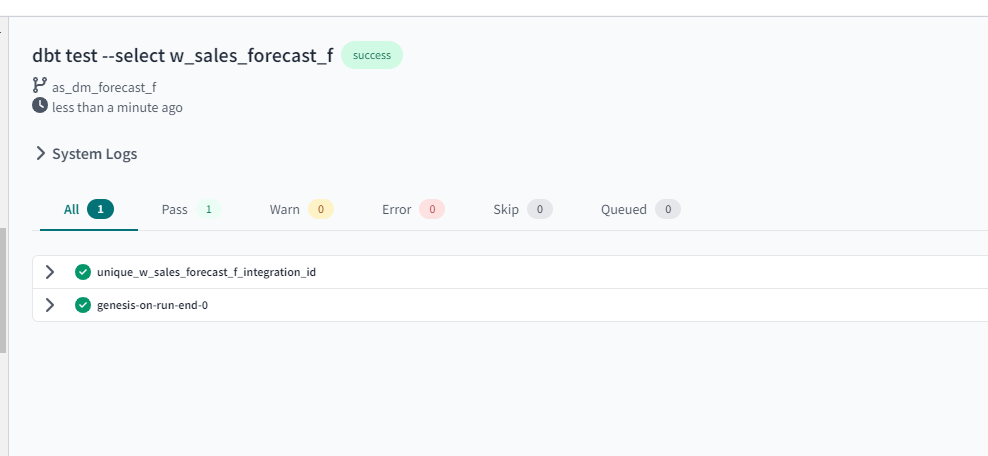 dbt test --select w_sales_forecast_f success
as_dm_forecast_f
less than a minute ago
System Logs
All 1 Pass 1 Warn 0 Error 0 Skip 0 Queued 0
unique_w_sales_forecast_f_integration_id
genesis-on-run-end-0